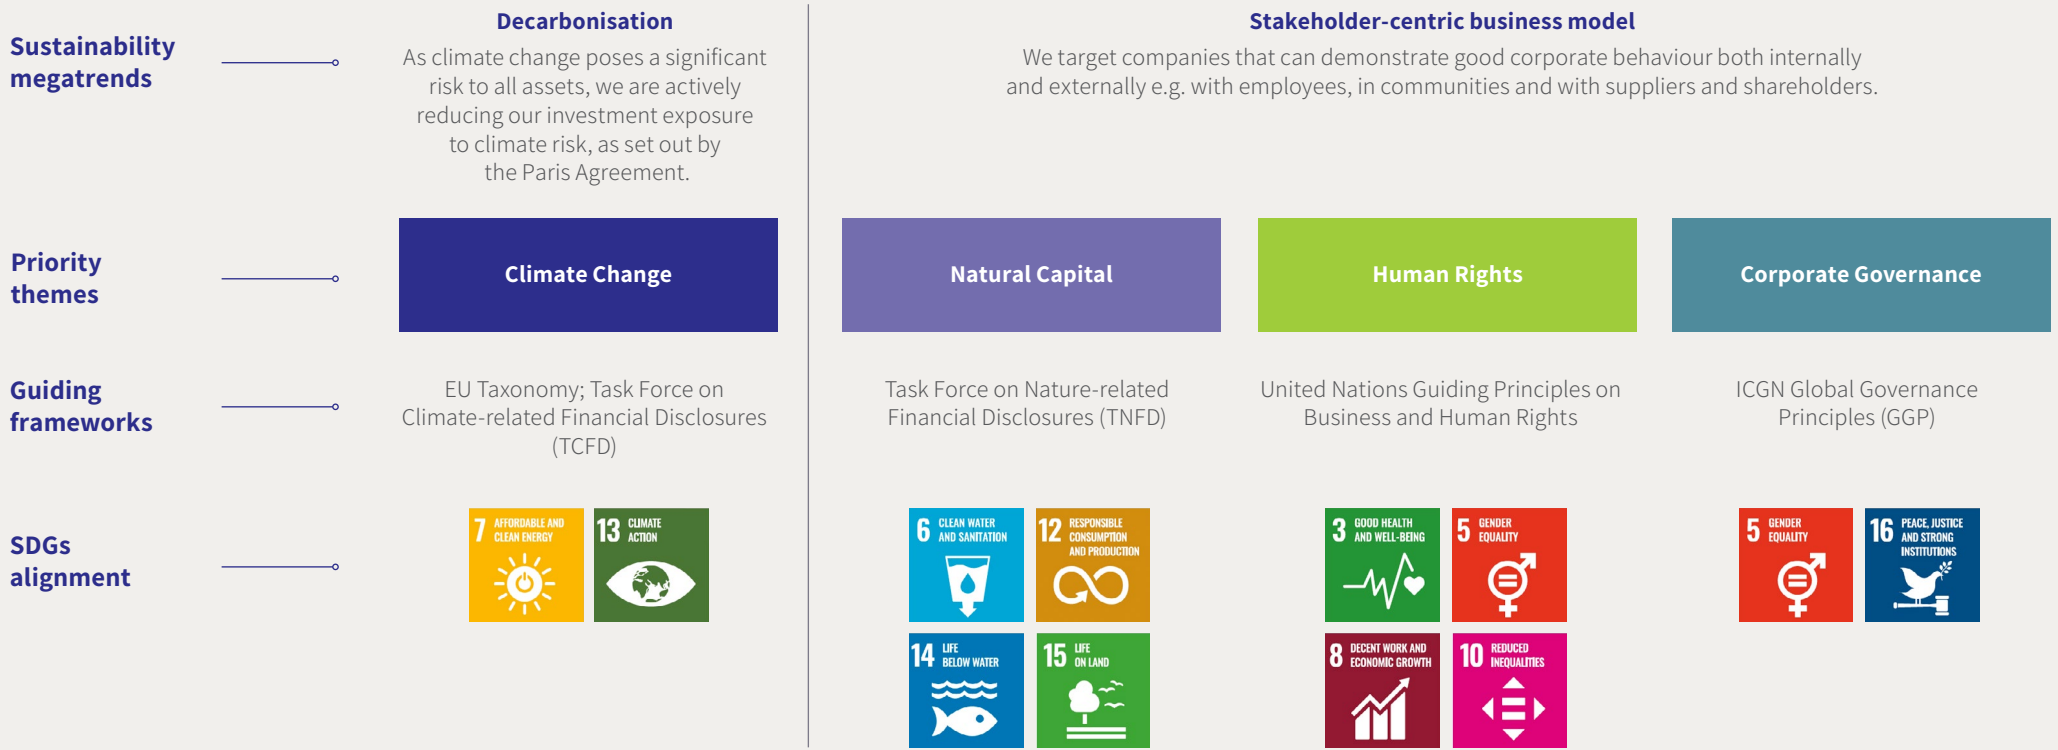 Sustainability
megatrends
Decarbonisation
As climate change poses a significant
risk to all assets, we are actively
reducing our investment exposure
to climate risk, as set out by
the Paris Agreement.
Stakeholder-centric business model
We target companies that can demonstrate good corporate behaviour both internally
and externally e.g. with employees, in communities and with suppliers and shareholders.
Priority
themes
Climate Change
Natural Capital
Human Rights
Corporate Governance
Guiding
frameworks
EU Taxonomy; Task Force on
Climate-related Financial Disclosures
(TCFD)
Task Force on Nature-related
Financial Disclosures (TNFD)
United Nations Guiding Principles on
Business and Human Rights
ICGN Global Governance
Principles (GGP)
SDGs
alignment
7 AFFORDABLE AND
CLEAN ENERGY
13 CLIMATE
ACTION
6 CLEAN WATER
AND SANITATION
12 RESPONSIBLE
CONSUMPTION
AND PRODUCTION
14 LIFE
BELOW WATER
15 LIFE
ON LAND
3 GOOD HEALTH
AND WELL-BEING
5 GENDER
EQUALITY
8 DECENT WORK AND
ECONOMIC GROWTH
10 REDUCED
INEQUALITIES
5 GENDER
EQUALITY
16 PEACE, JUSTICE
AND STRONG
INSTITUTIONS